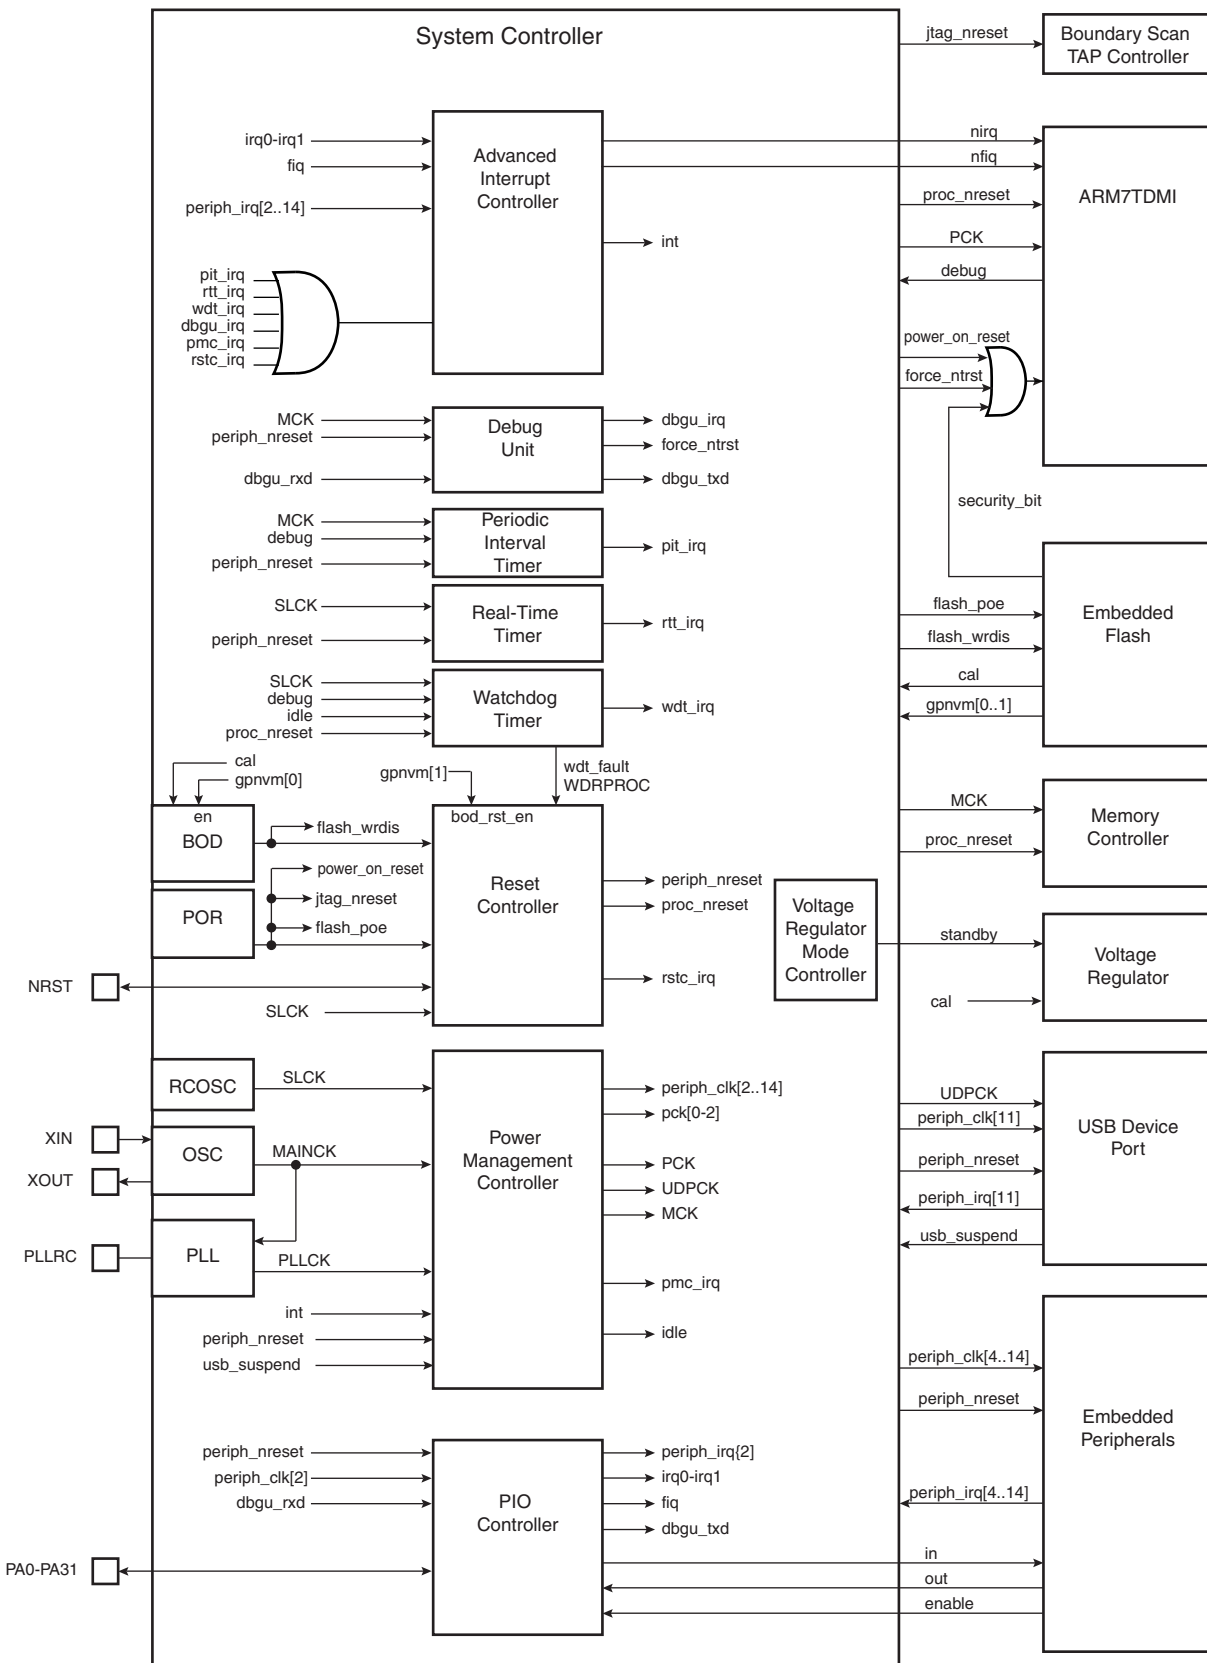 System Controller
jtag_nreset
Boundary Scan
TAP Controller
irq0-irq1
fiq
periph_irq[2..14]
pit_irq
rtt_irq
wdt_irq
dbgu_irq
pmc_irq
rstc_irq
Advanced
Interrupt
Controller
int
nirq
nfiq
proc_nreset
PCK
debug
power_on_reset
force_ntrst
ARM7TDMI
security_bit
MCK
periph_nreset
dbgu_rxd
Debug
Unit
dbgu_irq
force_ntrst
dbgu_txd
MCK
debug
periph_nreset
Periodic
Interval
Timer
pit_irq
SLCK
periph_nreset
Real-Time
Timer
rtt_irq
flash_poe
flash_wrdis
cal
gpnvm[0..1]
Embedded
Flash
SLCK
debug
idle
proc_nreset
Watchdog
Timer
wdt_irq
cal
gpnvm[0]
gpnvm[1]
wdt_fault
WDRPROC
en
BOD
flash_wrdis
bod_rst_en
Reset
Controller
power_on_reset
jtag_nreset
flash_poe
POR
periph_nreset
proc_nreset
rstc_irq
NRST
SLCK
MCK
proc_nreset
Memory
Controller
Voltage
Regulator
Mode
Controller
standby
cal
Voltage
Regulator
RCOSC
SLCK
XIN
XOUT
OSC
MAINCK
PLLRC
PLL
PLLCK
int
periph_nreset
usb_suspend
Power
Management
Controller
periph_clk[2..14]
pck[0-2]
PCK
UDPCK
MCK
pmc_irq
idle
UDPCK
periph_clk[11]
periph_nreset
periph_irq[11]
usb_suspend
USB Device
Port
periph_clk[4..14]
periph_nreset
periph_irq[4..14]
Embedded
Peripherals
periph_nreset
periph_clk[2]
dbgu_rxd
PA0-PA31
PIO
Controller
periph_irq{2]
irq0-irq1
fiq
dbgu_txd
in
out
enable